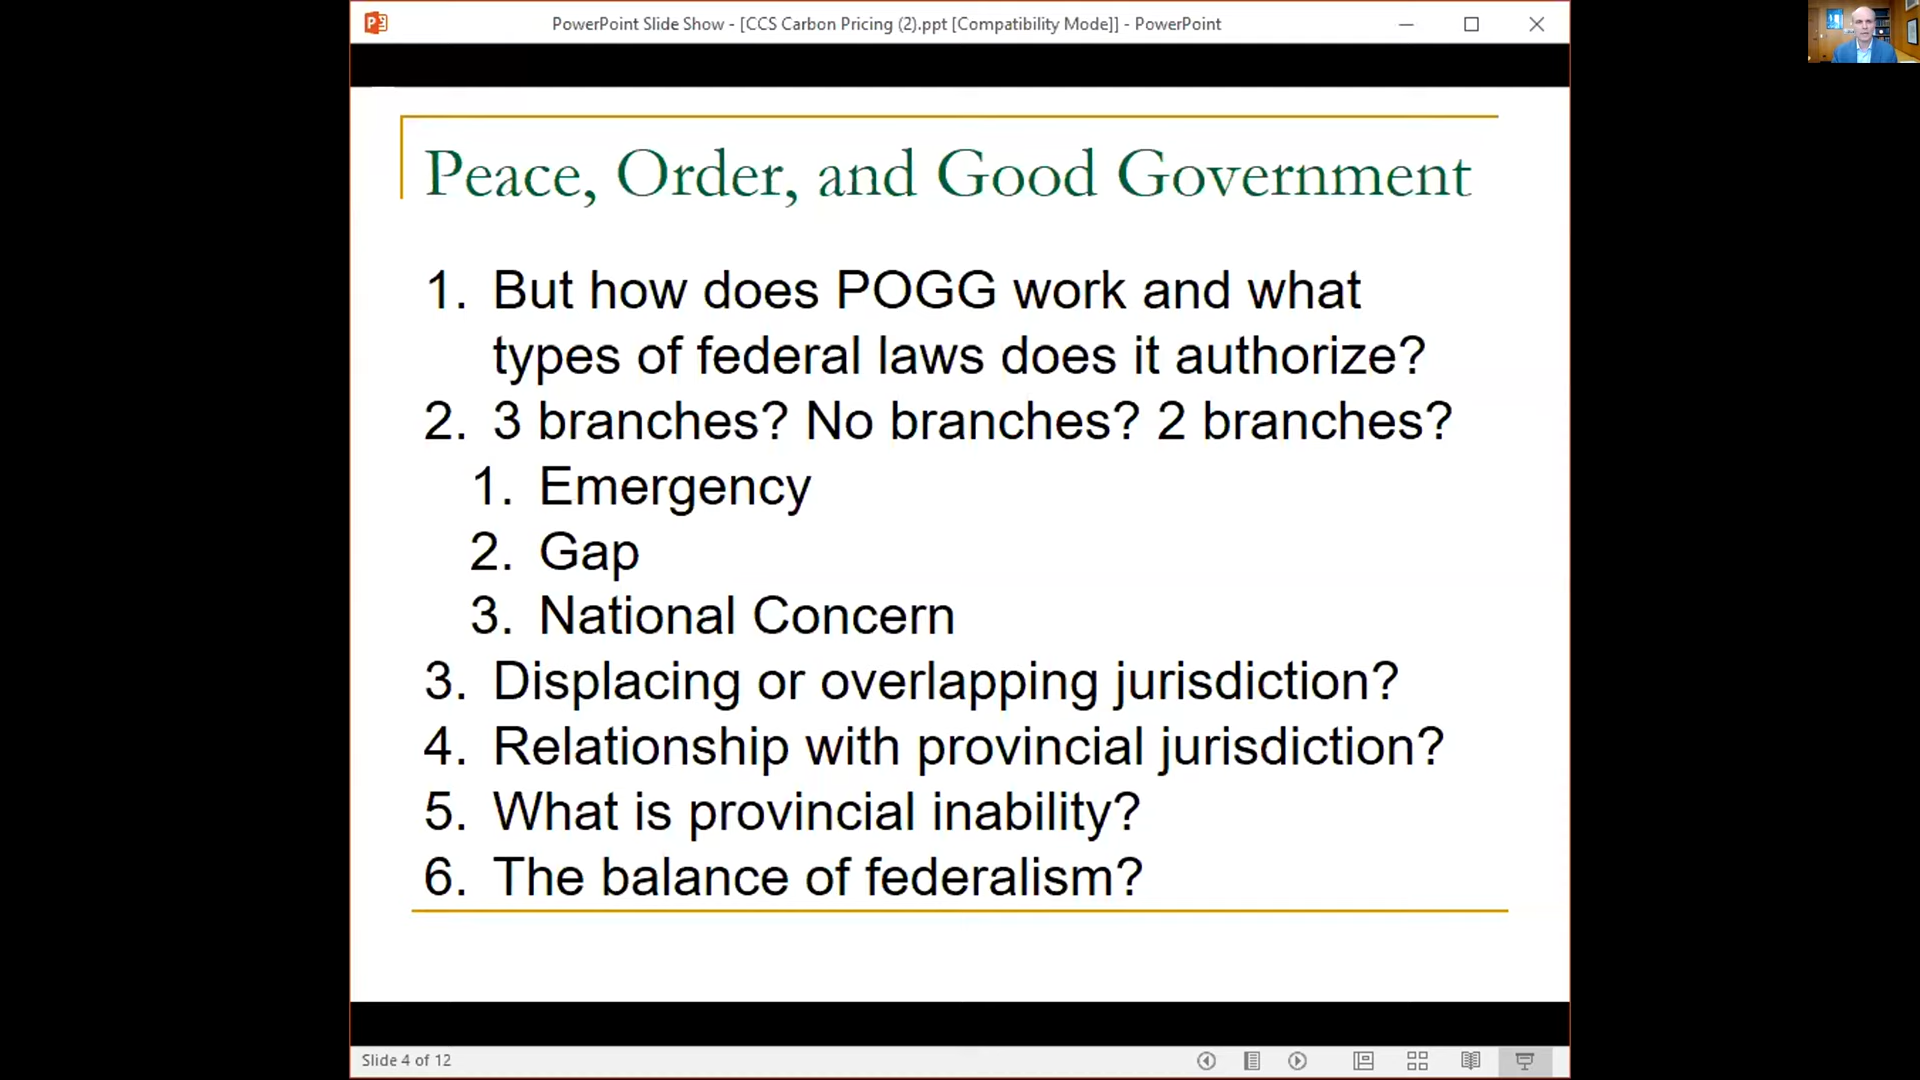 PowerPoint Slide Show - [CCS Carbon Pricing (2).ppt [Compatibility Mode]] - PowerPoint
Peace, Order, and Good Government
1. But how does POGG work and what
types of federal laws does it authorize?
2. 3 branches? No branches? 2 branches?
1. Emergency
2. Gap
3. National Concern
3. Displacing or overlapping jurisdiction?
4. Relationship with provincial jurisdiction?
5. What is provincial inability?
6. The balance of federalism?
Slide 4 of 12